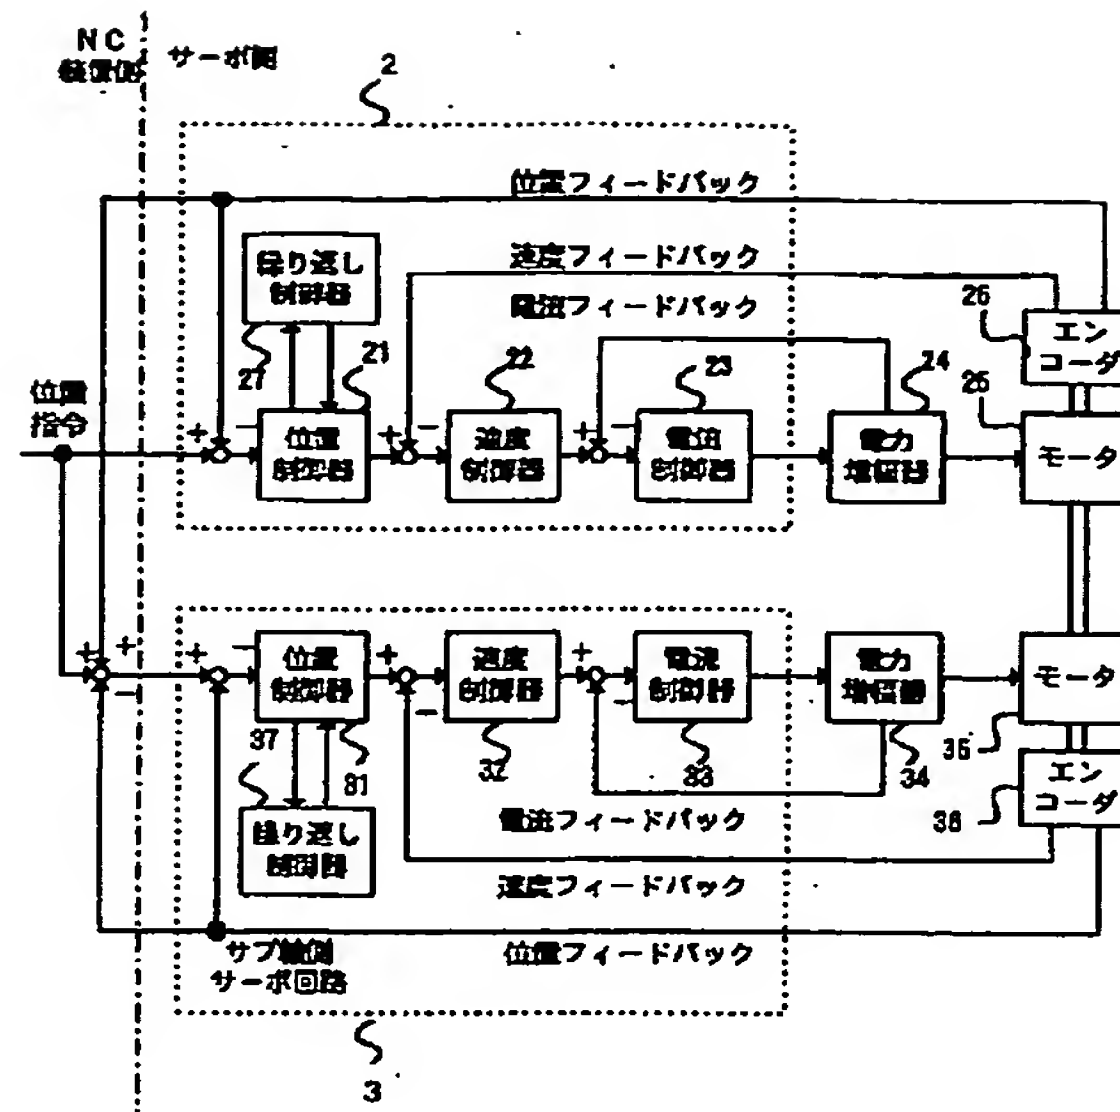 NC
装置側
サーボ側
2
位置フィードバック
繰り返し
制御器
速度フィードバック
電流フィードバック
26
エン
コーダ
27
21
22
23
24
25
位置
指令
+
−
位置
制御器
+
−
速度
制御器
+
−
電流
制御器
電力
増幅器
モータ
+
+
−
+
−
位置
制御器
+
−
速度
制御器
+
−
電流
制御器
電力
増幅器
モータ
37
31
32
33
34
35
エン
コーダ
36
繰り返し
制御器
電流フィードバック
速度フィードバック
サブ軸側
サーボ回路
位置フィードバック
3